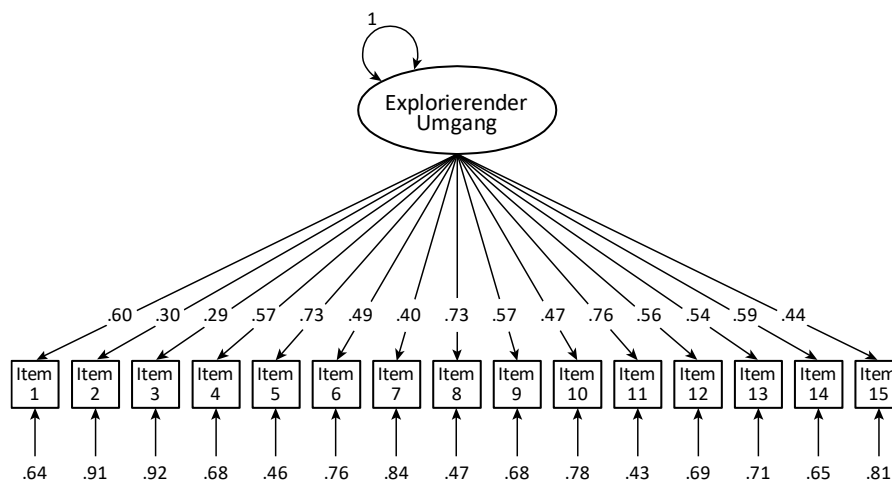 1
Explorierender
Umgang
.60 .30 .29 .57 .73 .49 .40 .73 .57 .47 .76 .56 .54 .59 .44
Item Item Item Item Item Item Item Item Item Item Item Item Item Item Item
1 2 3 4 5 6 7 8 9 10 11 12 13 14 15
.64 .91 .92 .68 .46 .76 .84 .47 .68 .78 .43 .69 .71 .65 .81